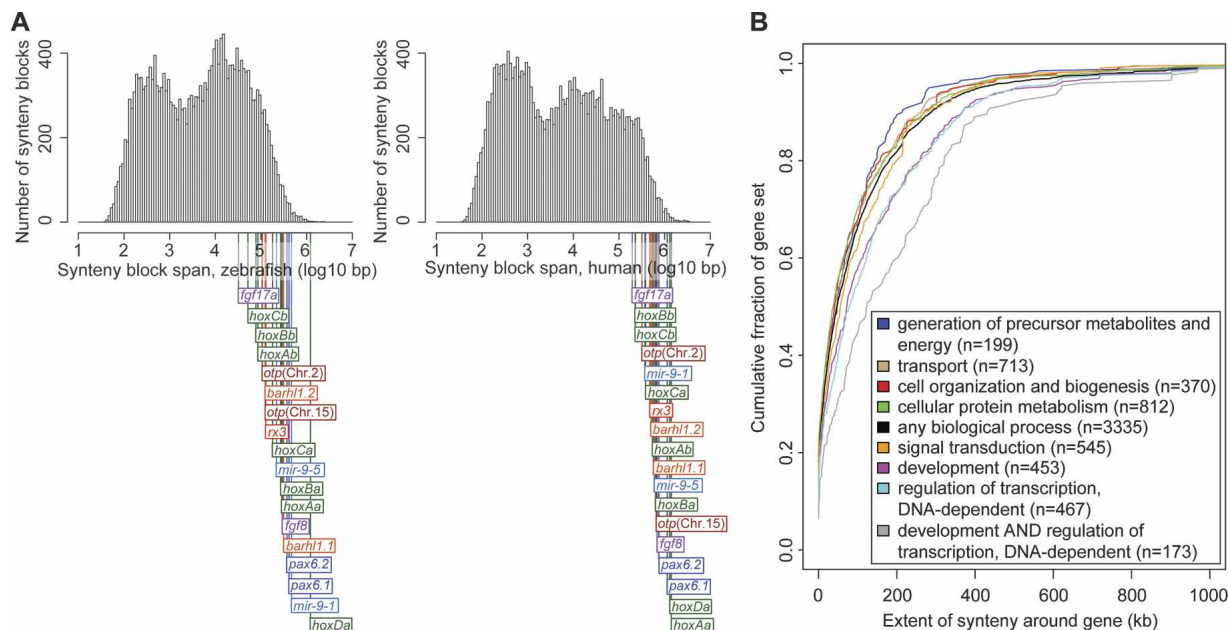 A
Number of synteny blocks
0
200
400
1
2
3
4
5
6
7
Synteny block span, zebrafish (log10 bp)
fgf17a
hoxCb
hoxBb
hoxAb
otp(Chr.2)
barhl1.2
otp(Chr.15)
rx3
hoxCa
mir-9-5
hoxBa
hoxAa
fgf8
barhl1.1
pax6.2
pax6.1
mir-9-1
hoxDa
Number of synteny blocks
0
200
400
1
2
3
4
5
6
7
Synteny block span, human (log10 bp)
fgf17a
hoxBb
hoxCb
otp(Chr.2)
mir-9-1
hoxCa
rx3
barhl1.2
hoxAb
barhl1.1
mir-9-5
hoxBa
otp(Chr.15)
fgf8
pax6.2
pax6.1
hoxDa
hoxAa
B
Cumulative frraction of gene set
0.0
0.2
0.4
0.6
0.8
1.0
generation of precursor metabolites and
energy (n=199)
transport (n=713)
cell organization and biogenesis (n=370)
cellular protein metabolism (n=812)
any biological process (n=3335)
signal transduction (n=545)
development (n=453)
regulation of transcription,
DNA-dependent (n=467)
development AND regulation of
transcription, DNA-dependent (n=173)
0
200
400
600
800
1000
Extent of synteny around gene (kb)